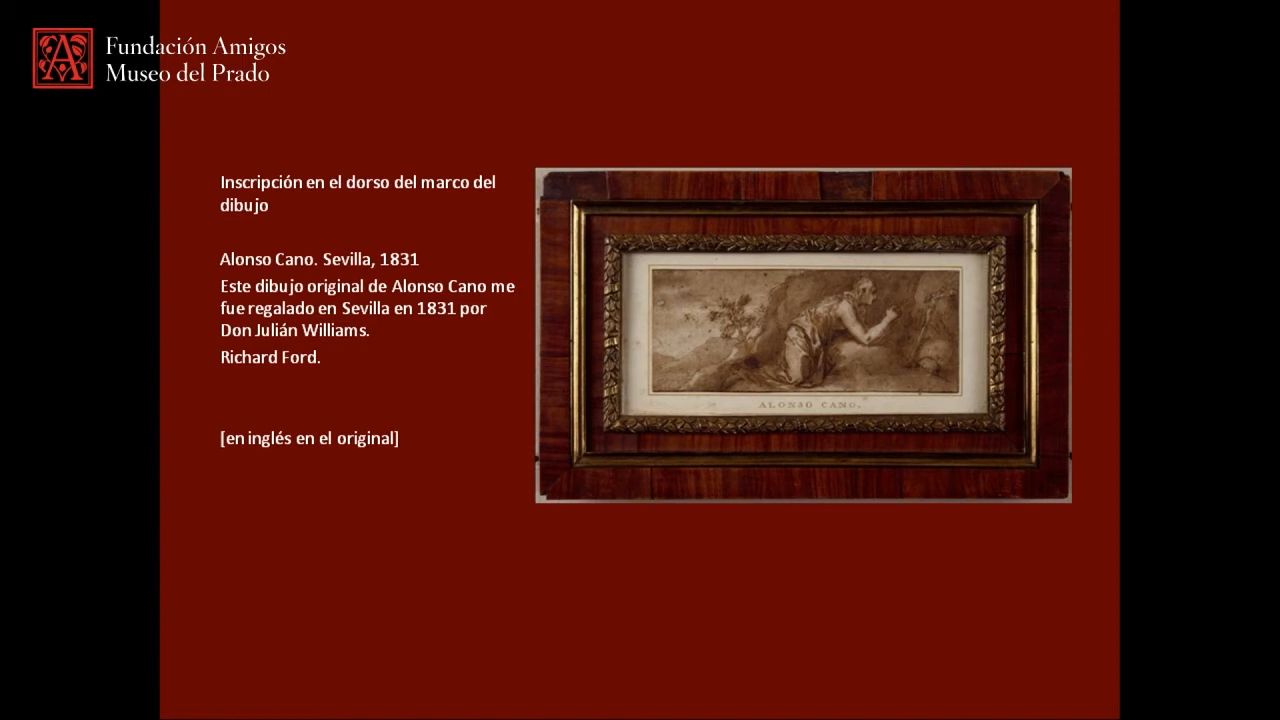 Fundación Amigos
Museo del Prado
Inscripción en el dorso del marco del
dibujo
Alonso Cano. Sevilla, 1831
Este dibujo original de Alonso Cano me
fue regalado en Sevilla en 1831 por
Don Julián Williams.
Richard Ford.
[en inglés en el original]
ALONSO CANO.